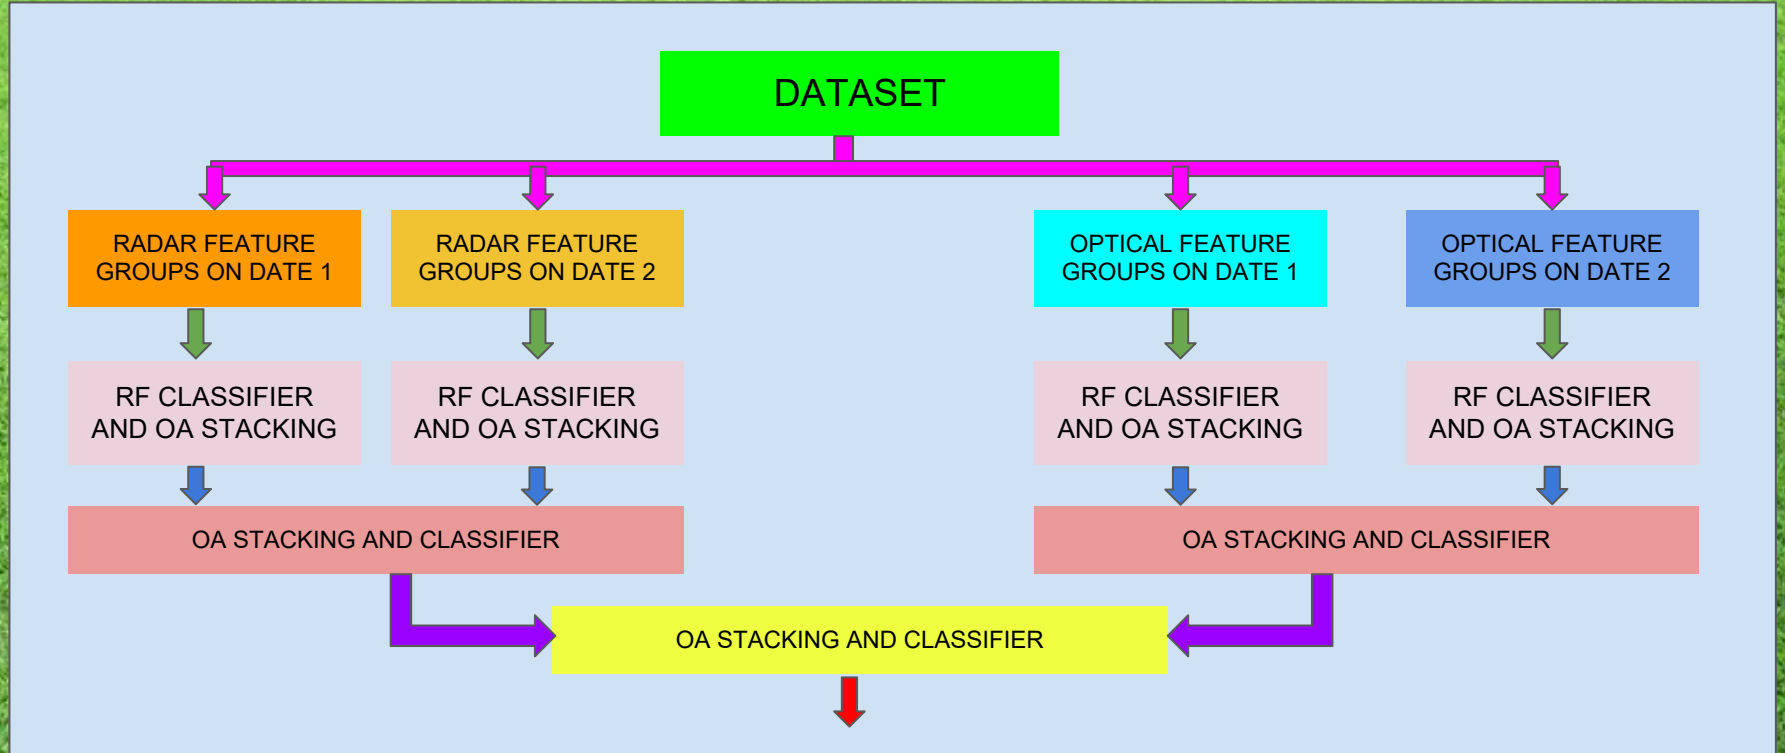 DATASET
RADAR FEATURE
GROUPS ON DATE 1
RADAR FEATURE
GROUPS ON DATE 2
OPTICAL FEATURE
GROUPS ON DATE 1
OPTICAL FEATURE
GROUPS ON DATE 2
RF CLASSIFIER
AND OA STACKING
RF CLASSIFIER
AND OA STACKING
RF CLASSIFIER
AND OA STACKING
RF CLASSIFIER
AND OA STACKING
OA STACKING AND CLASSIFIER
OA STACKING AND CLASSIFIER
OA STACKING AND CLASSIFIER